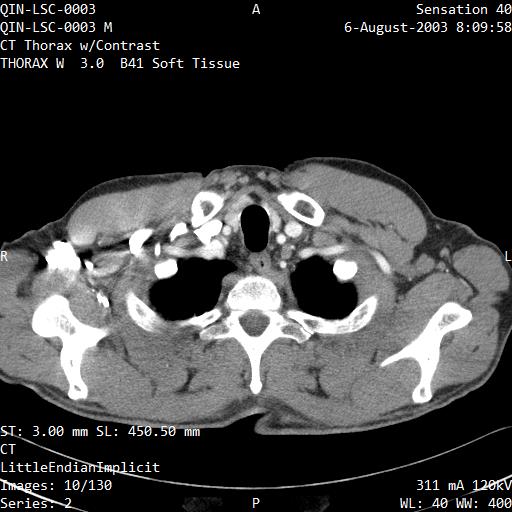 QIN-LSC-0003
A
Sensation 40
QIN-LSC-0003 M
6-August-2003 8:09:58
CT Thorax w/Contrast
THORAX W 3.0 B41 Soft Tissue
R
L
ST: 3.00 mm SL: 450.50 mm
CT
LittleEndianImplicit
Images: 10/130
311 mA 120kV
Series: 2
P
WL: 40 WW: 400